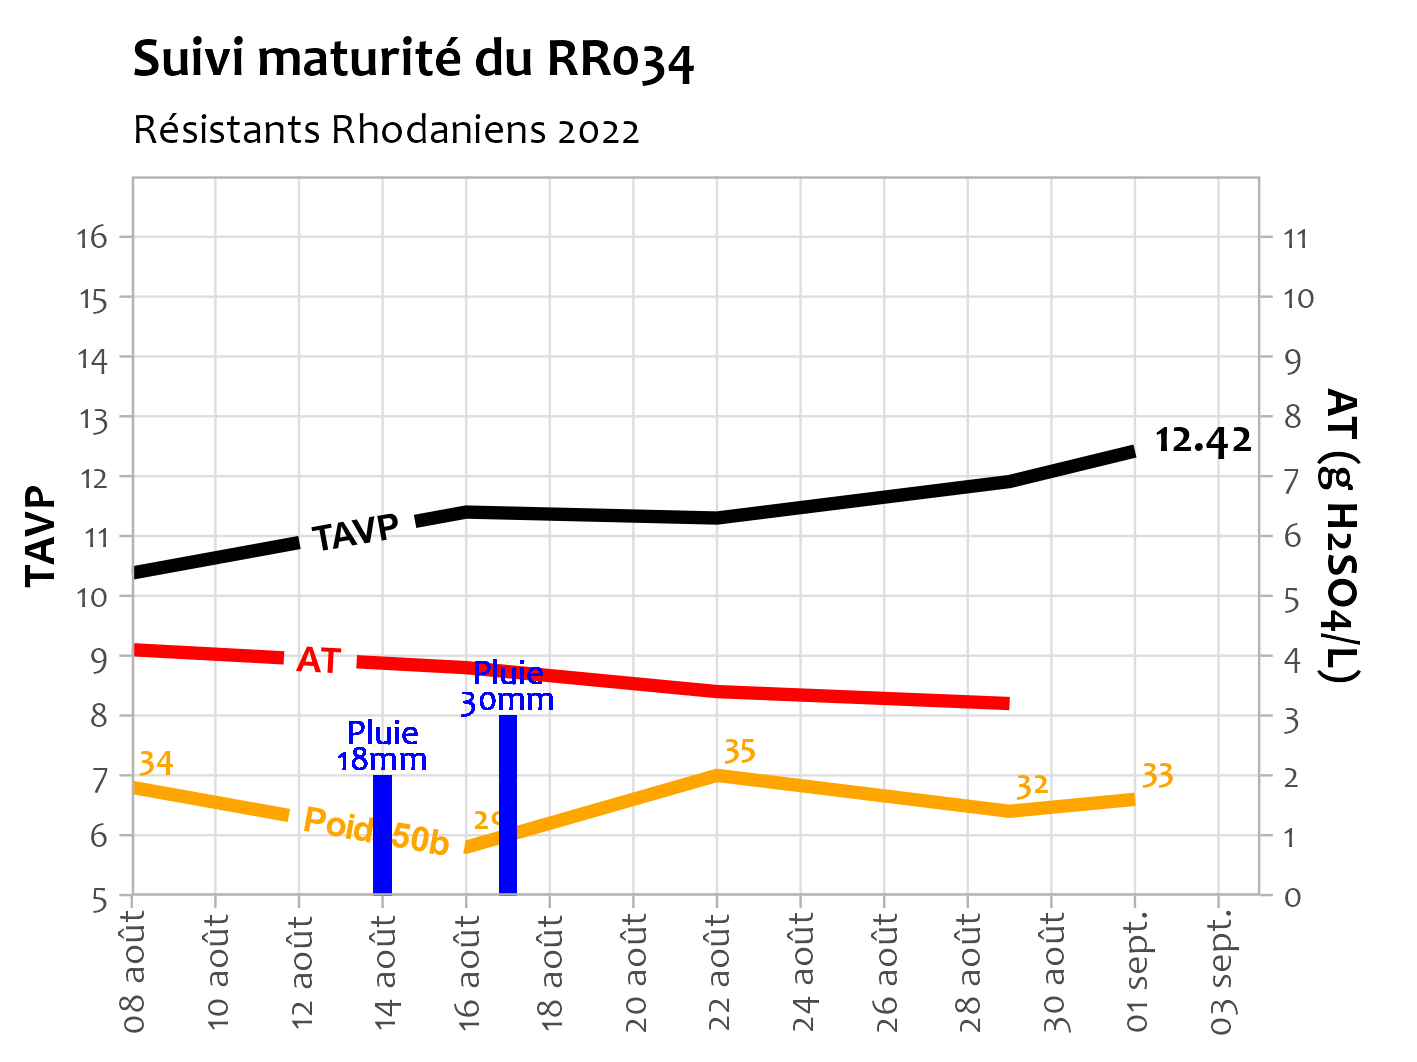 Suivi maturité du RR034
Résistants Rhodaniens 2022
TAVP
16
15
14
13
12
11
10
9
8
7
6
5
11
10
9
8
7
6
5
4
3
2
1
0
AT (g H2SO4/L)
12.42
TAVP
AT
Pluie
30mm
Pluie
18mm
34
35
32
33
29
50b
08 août
10 août
12 août
14 août
16 août
18 août
20 août
22 août
24 août
26 août
28 août
30 août
01 sept.
03 sept.